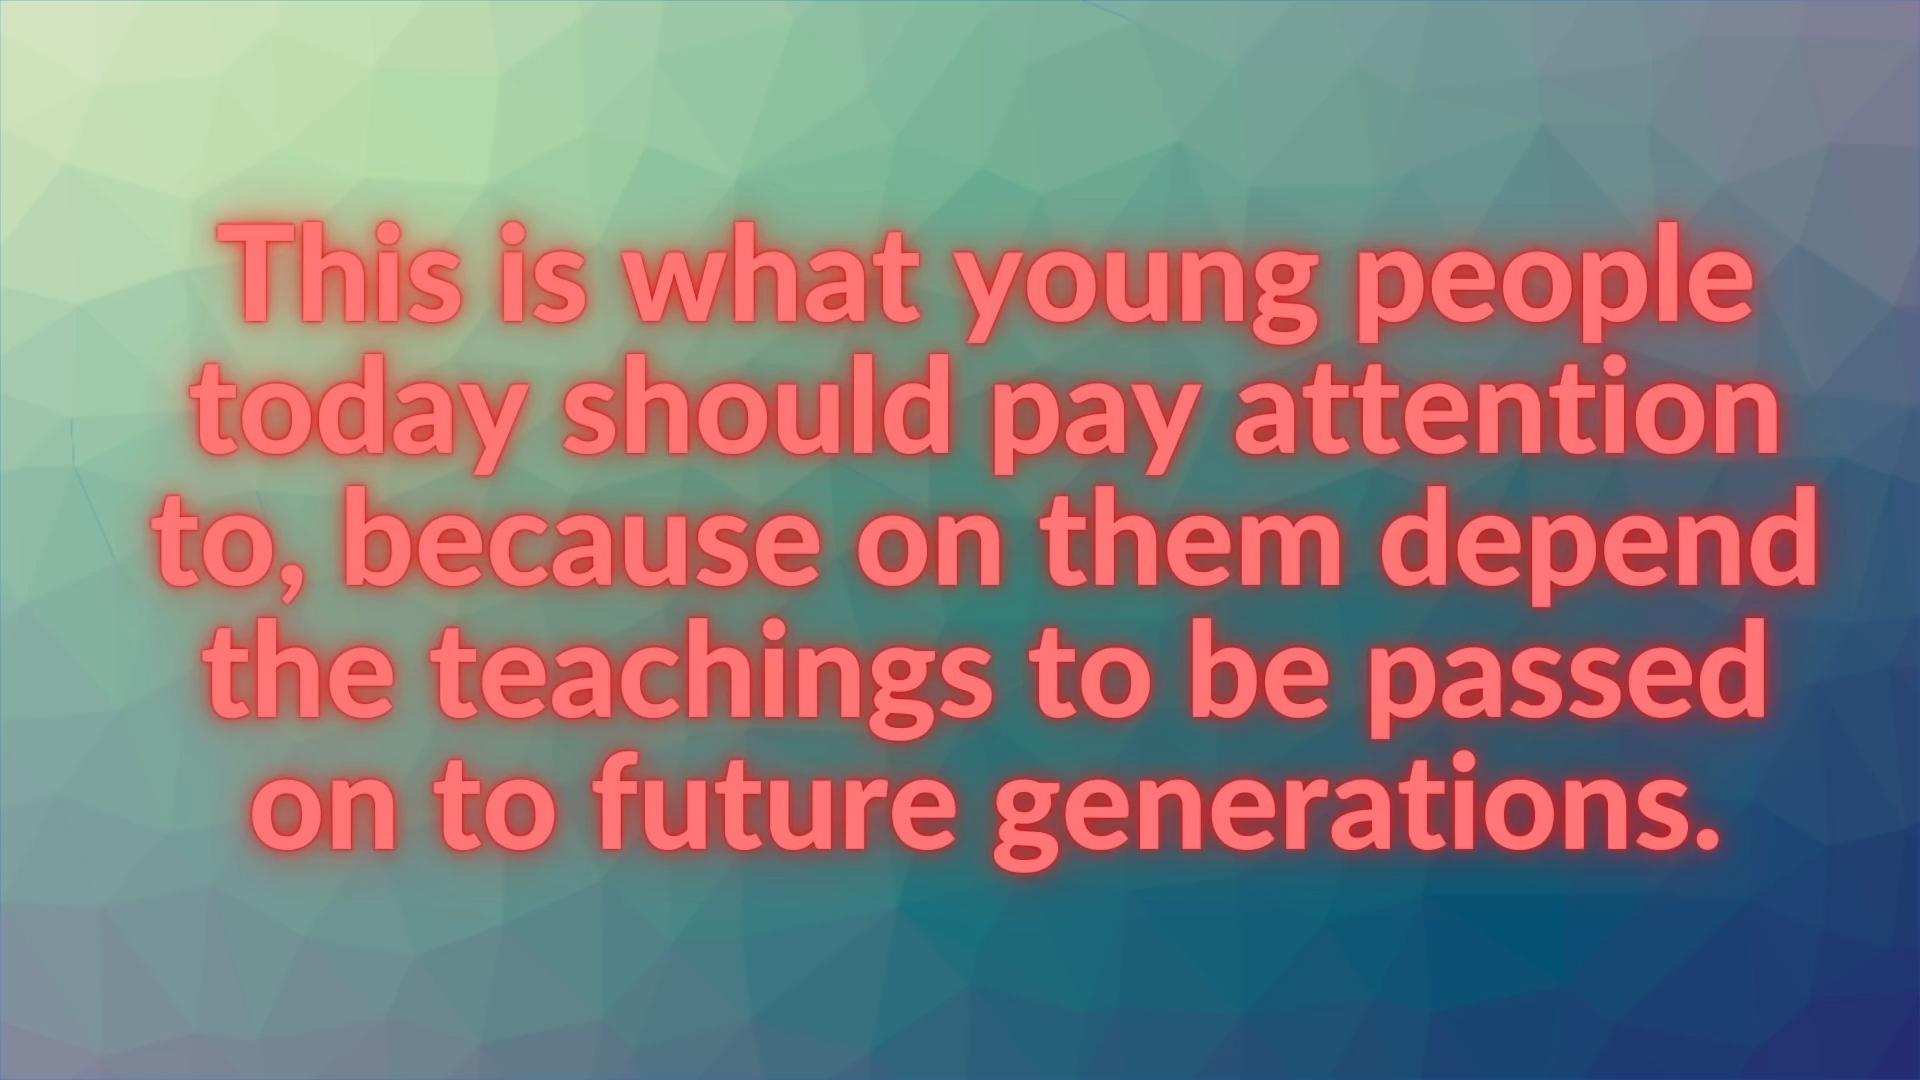 This is what young people
today should pay attention
to, because on them depend
the teachings to be passed
on to future generations.